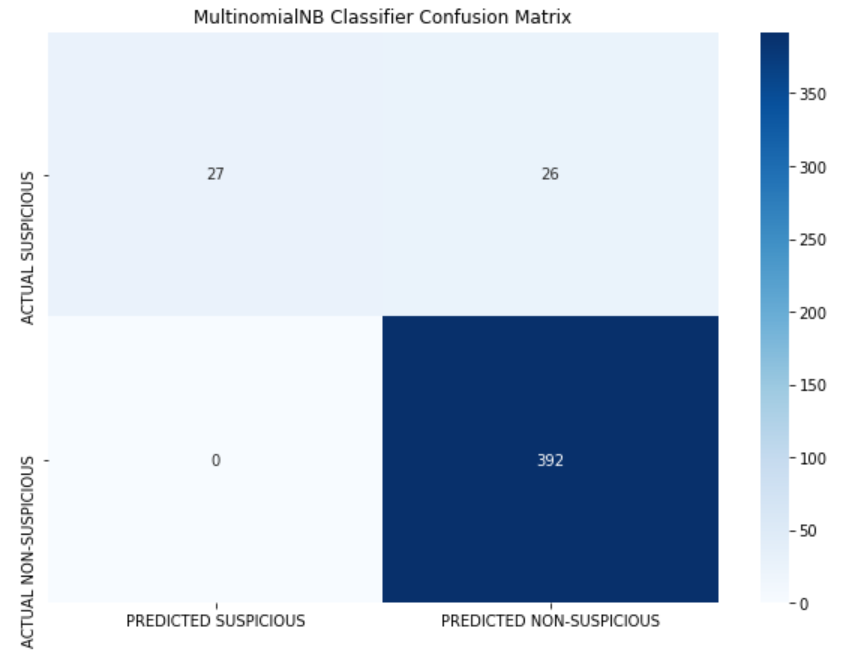 MultinomialNB Classifier Confusion Matrix
ACTUAL SUSPICIOUS
27
26
ACTUAL NON-SUSPICIOUS
0
392
PREDICTED SUSPICIOUS
PREDICTED NON-SUSPICIOUS
350
300
250
200
150
100
50
0